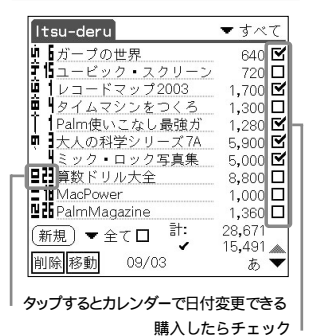 Itsu-deru ▼ すべて
ガープの世界 640
ユービック・スクリーン 720
レコードマップ2003 1,700
タイムマシンをつくろ 1,300
Palm使いこなし最強ガ 1,280
大人の科学シリーズ7A 5,900
ミック・ロック写真集 5,000
算数ドリル大全 8,800
MacPower 1,000
PalmMagazine 1,360
新規 ▼ 全て 計: 28,671
✔ 15,491
削除 移動 09/03 あ
タップするとカレンダーで日付変更できる
購入したらチェック